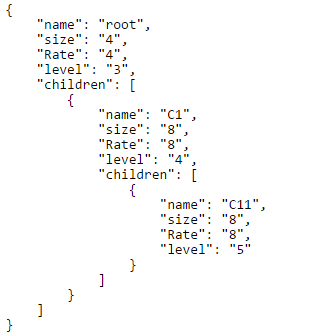 {
    "name": "root",
    "size": "4",
    "Rate": "4",
    "level": "3",
    "children": [
        {
            "name": "C1",
            "size": "8",
            "Rate": "8",
            "level": "4",
            "children": [
                {
                    "name": "C11",
                    "size": "8",
                    "Rate": "8",
                    "level": "5"
                }
            ]
        }
    ]
}